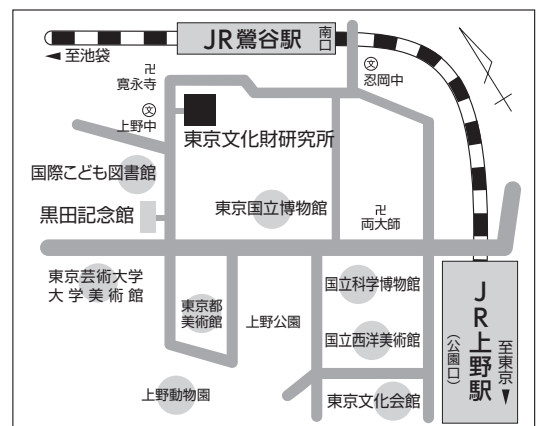 JR鶯谷駅
南口
◄ 至池袋
卍
寛永寺
文
忍岡中
文
上野中
東京文化財研究所
国際こども図書館
東京国立博物館
卍
両大師
黒田記念館
東京芸術大学
大学美術館
東京都
美術館
上野公園
国立科学博物館
国立西洋美術館
JR上野駅
(公園口)
至東京►
上野動物園
東京文化会館